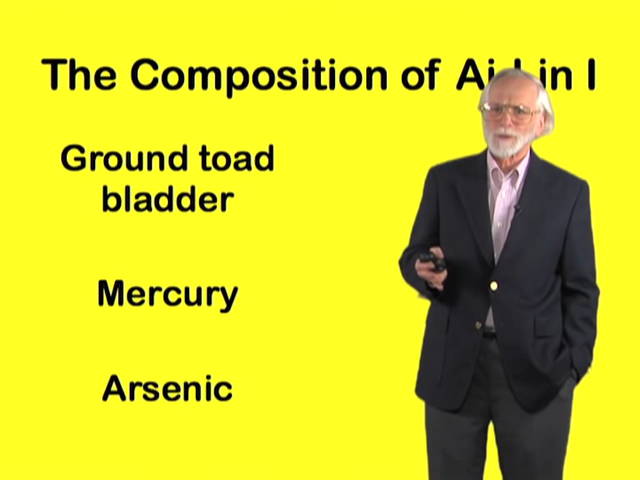 The Composition of in I
Ground toad
bladder
Mercury
Arsenic